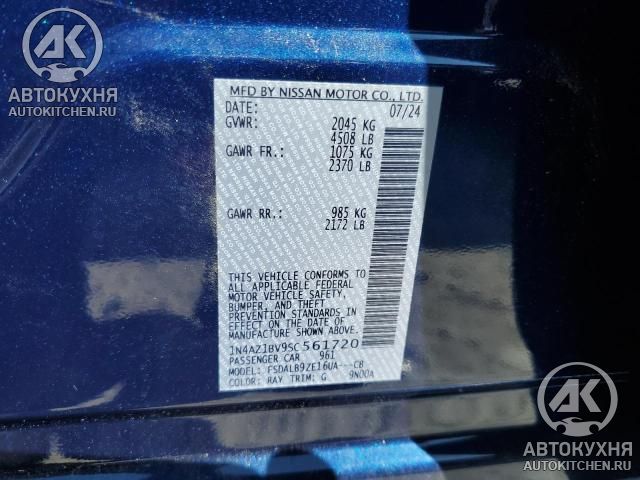 АК
АВТОКУХНЯ
AUTOKITCHEN.RU
MFD BY NISSAN MOTOR CO., LTD.
DATE: 07/24
GVWR: 2045 KG
4508 LB
GAWR FR.: 1075 KG
2370 LB
GAWR RR.: 985 KG
2172 LB
THIS VEHICLE CONFORMS TO
ALL APPLICABLE FEDERAL
MOTOR VEHICLE SAFETY,
BUMPER, AND THEFT
PREVENTION STANDARDS IN
EFFECT ON THE DATE OF
MANUFACTURE SHOWN ABOVE.
1N4AZ1BV9SC561720
PASSENGER CAR 961
MODEL: FSDALB9ZE16UA---CB
COLOR: RAY TRIM: G 9N00A
АК
АВТОКУХНЯ
AUTOKITCHEN.RU